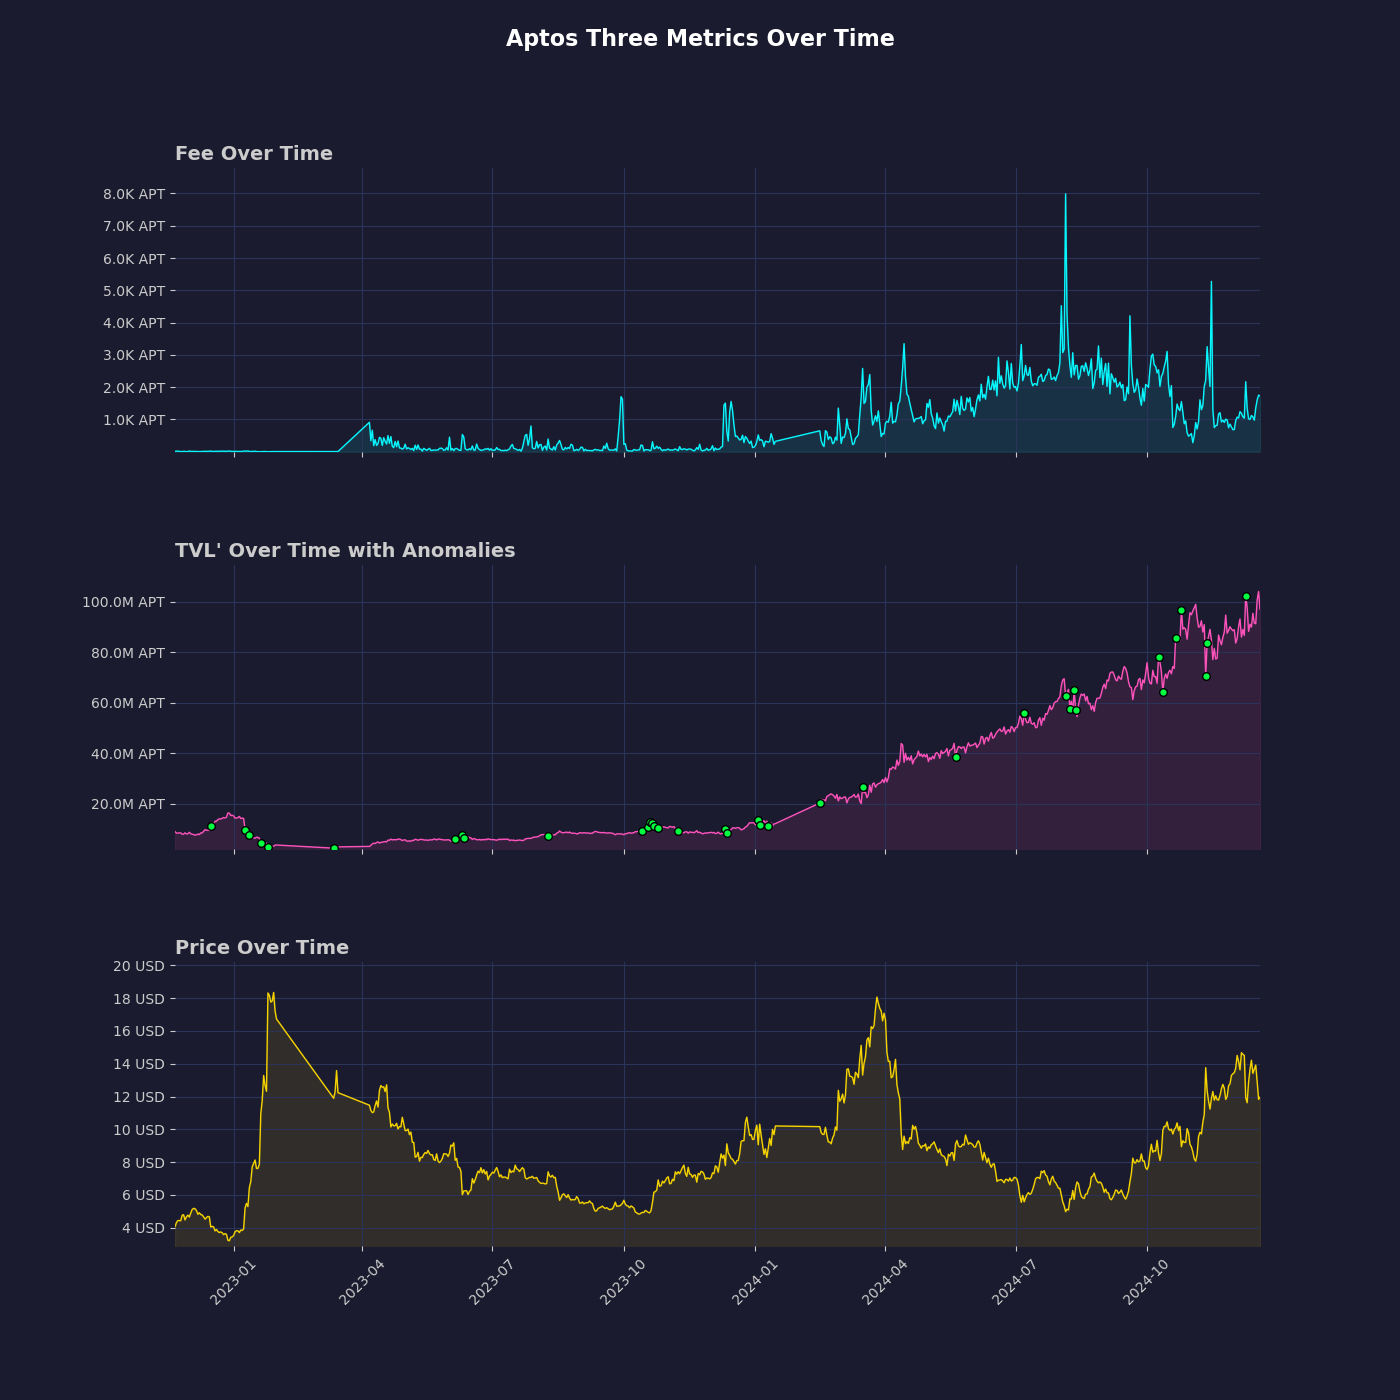 Aptos Three Metrics Over Time
Fee Over Time
8.0K APT
7.0K APT
6.0K APT
5.0K APT
4.0K APT
3.0K APT
2.0K APT
1.0K APT
TVL' Over Time with Anomalies
100.0M APT
80.0M APT
60.0M APT
40.0M APT
20.0M APT
Price Over Time
20 USD
18 USD
16 USD
14 USD
12 USD
10 USD
8 USD
6 USD
4 USD
2023-01 2023-04 2023-07 2023-10 2024-01 2024-04 2024-07 2024-10